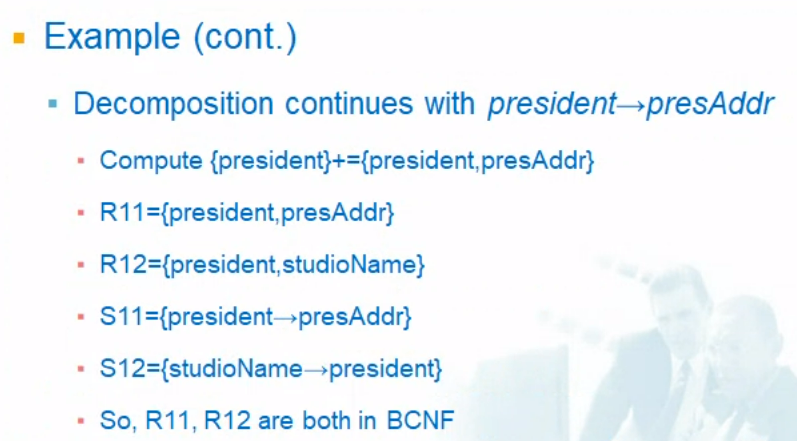 Example (cont.)
Decomposition continues with president→presAddr
Compute {president}+={president,presAddr}
R11={president,presAddr}
R12={president,studioName}
S11={president→presAddr}
S12={studioName→president}
So, R11, R12 are both in BCNF